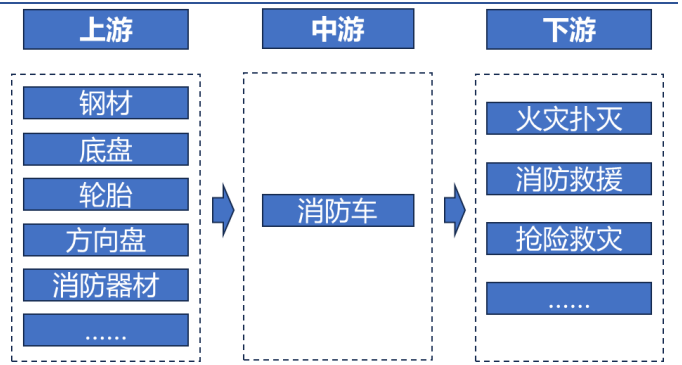 上游
中游
下游
钢材
底盘
轮胎
方向盘
消防器材
......
消防车
火灾扑灭
消防救援
抢险救灾
......